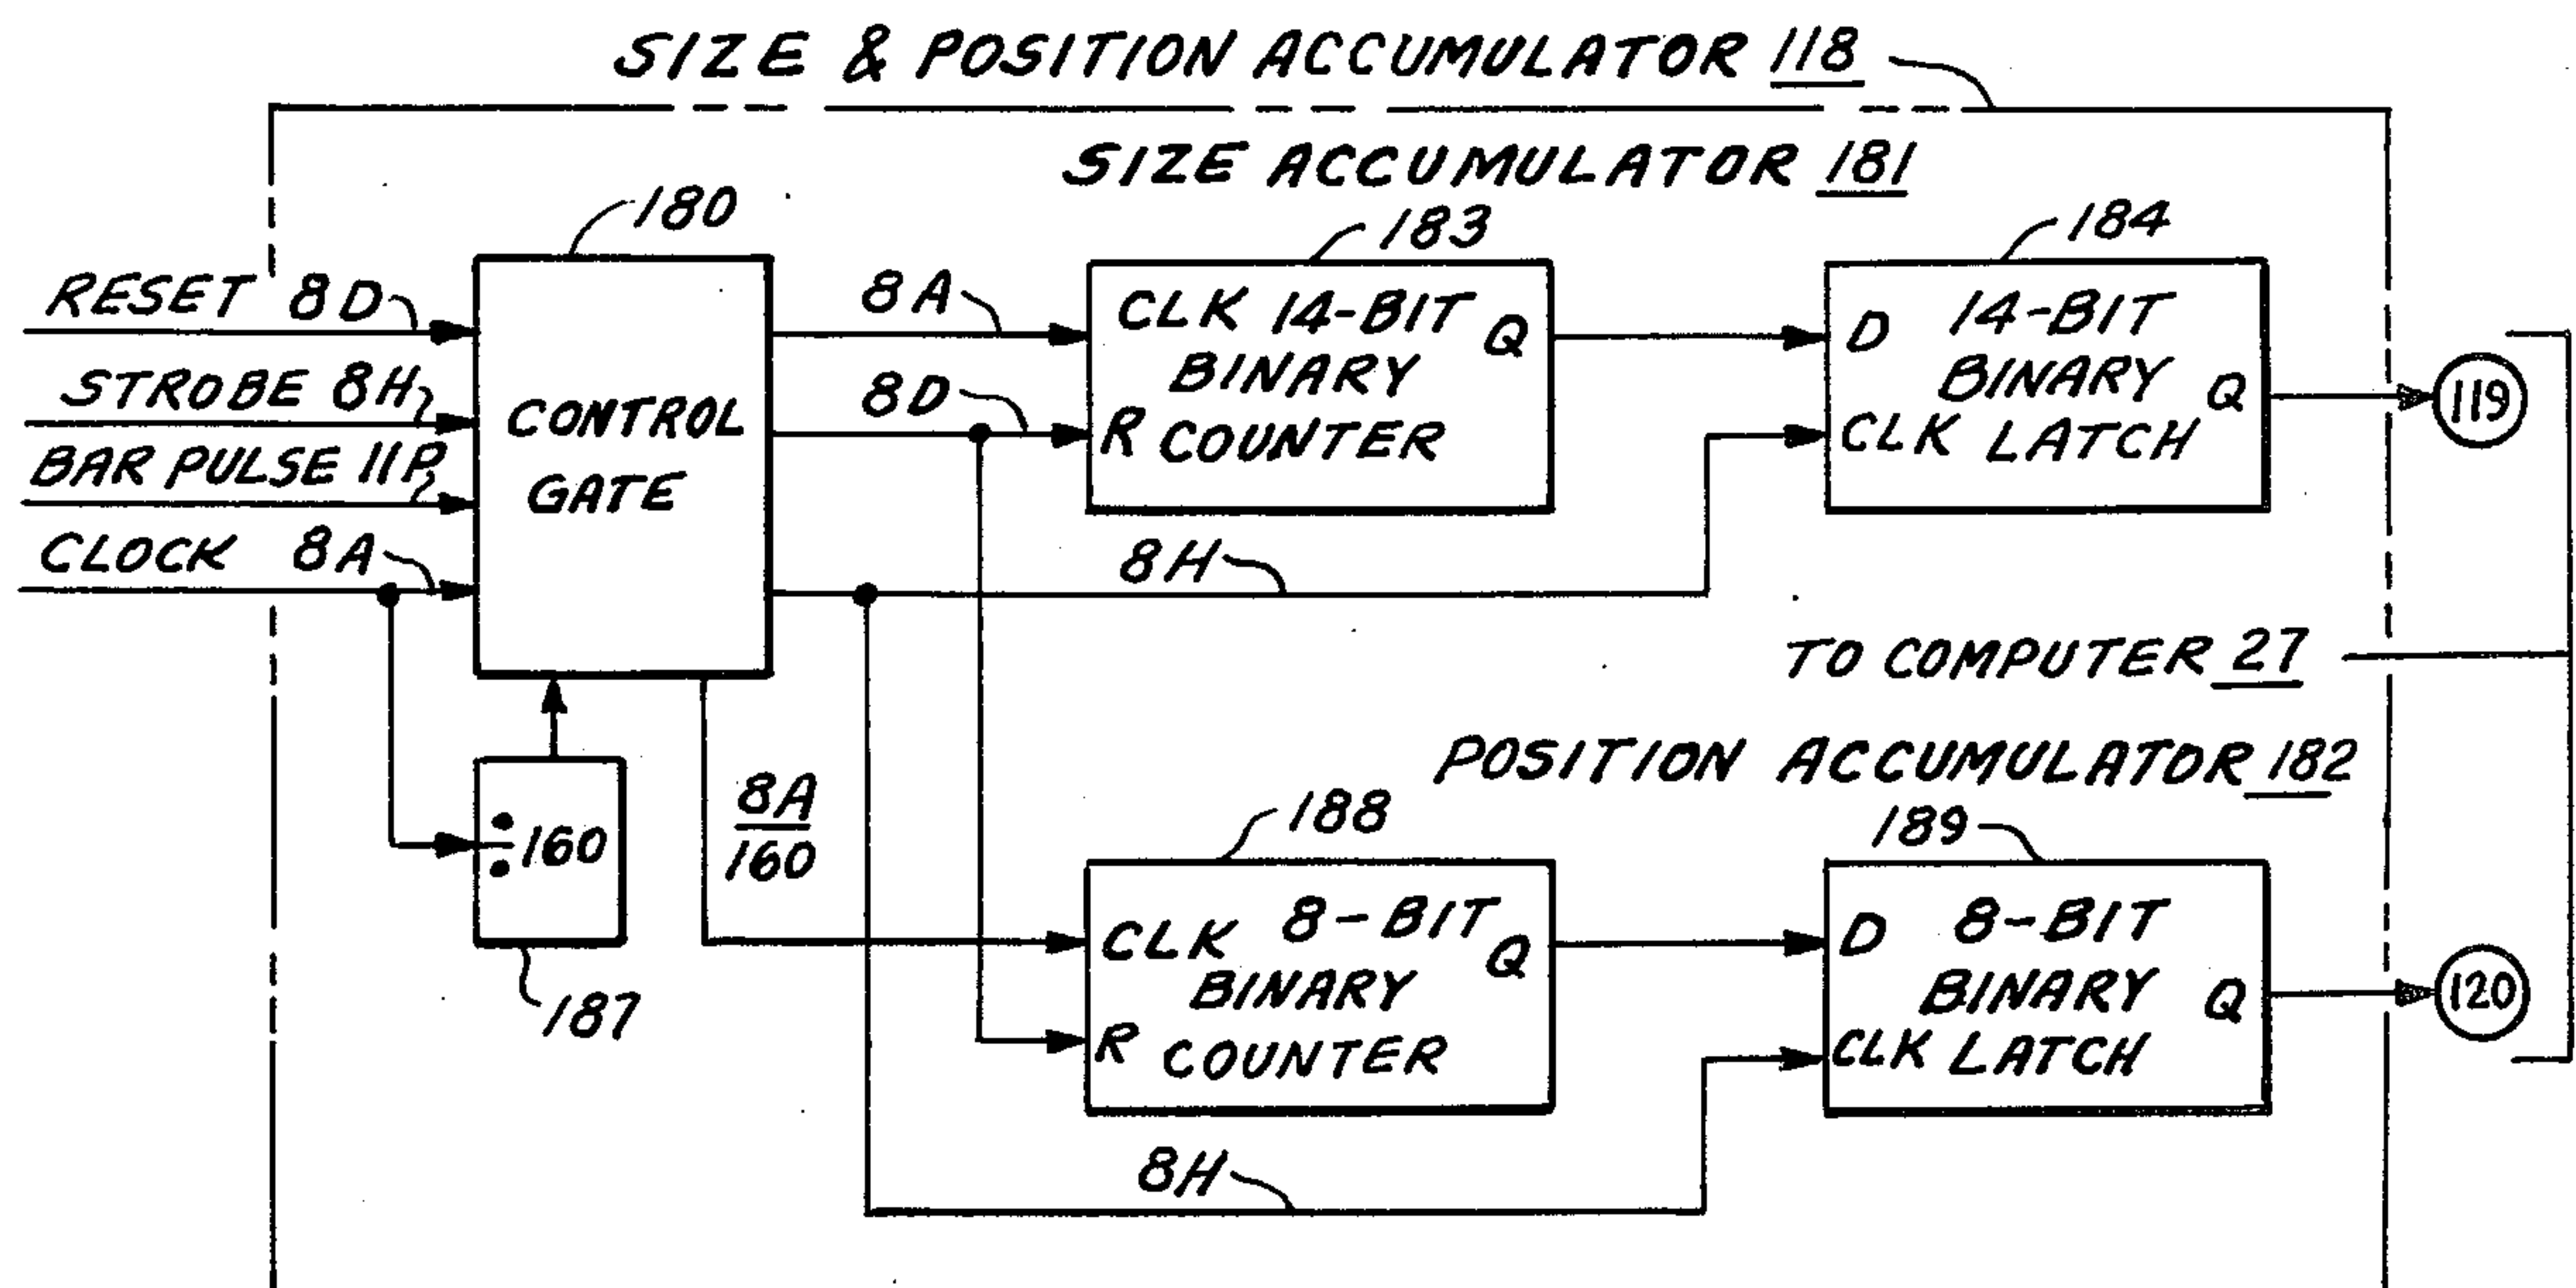 SIZE & POSITION ACCUMULATOR 118
SIZE ACCUMULATOR 181
180
183
184
RESET 8D
STROBE 8H
BAR PULSE 11P
CLOCK 8A
CONTROL
GATE
8A
8D
8H
CLK 14-BIT Q
BINARY
R COUNTER
D 14-BIT
BINARY Q
CLK LATCH
119
TO COMPUTER 27
POSITION ACCUMULATOR 182
÷160
187
8A
160
188
189
CLK 8-BIT Q
BINARY
R COUNTER
D 8-BIT
BINARY Q
CLK LATCH
120
8H